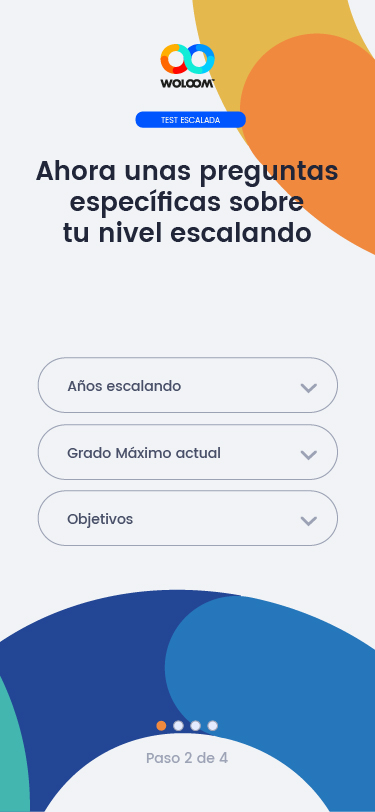 WOLOOM
TEST ESCALADA
Ahora unas preguntas
específicas sobre
tu nivel escalando
Años escalando
Grado Máximo actual
Objetivos
Paso 2 de 4